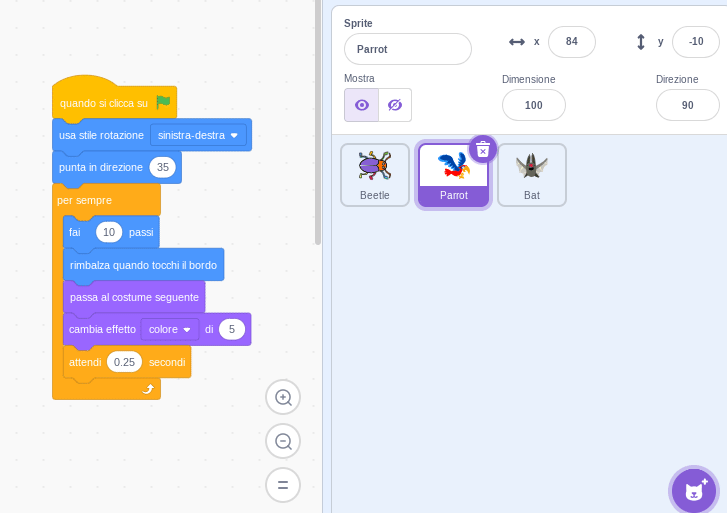 quando si clicca su
usa stile rotazione sinistra-destra
punta in direzione 35
per sempre
fai 10 passi
rimbalza quando tocchi il bordo
passa al costume seguente
cambia effetto colore di 5
attendi 0.25 secondi
Sprite
Parrot x 84 y -10
Mostra Dimensione Direzione
100 90
Beetle Parrot Bat